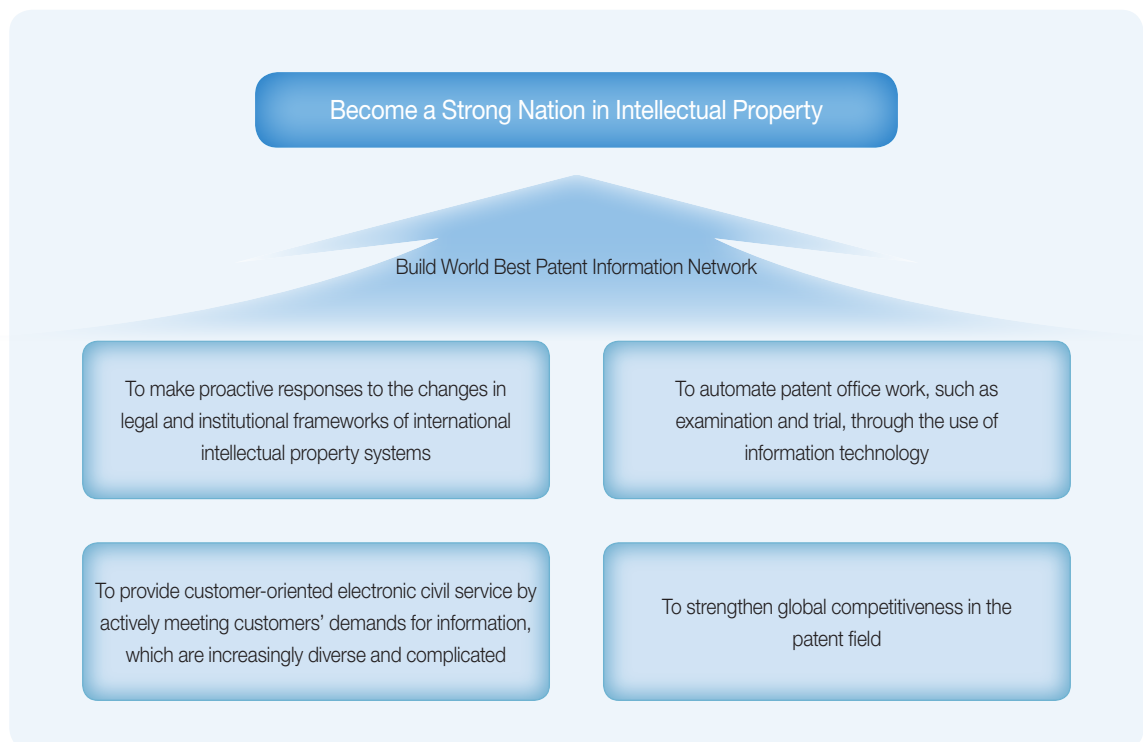 Become a Strong Nation in Intellectual Property
Build World Best Patent Information Network
To make proactive responses to the changes in
legal and institutional frameworks of international
intellectual property systems
To automate patent office work, such as
examination and trial, through the use of
information technology
To provide customer-oriented electronic civil service by
actively meeting customers’ demands for information,
which are increasingly diverse and complicated
To strengthen global competitiveness in the
patent field